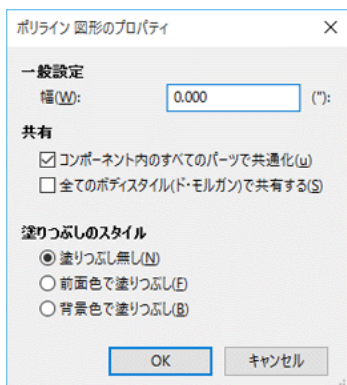 ポリライン 図形のプロパティ
一般設定
幅(W): 0.000 ("):
共有
コンポーネント内のすべてのパーツで共通化(u)
全てのボディスタイル(ド・モルガン)で共有する(S)
塗りつぶしのスタイル
塗りつぶし無し(N)
前面色で塗りつぶし(F)
背景色で塗りつぶし(B)
OK キャンセル